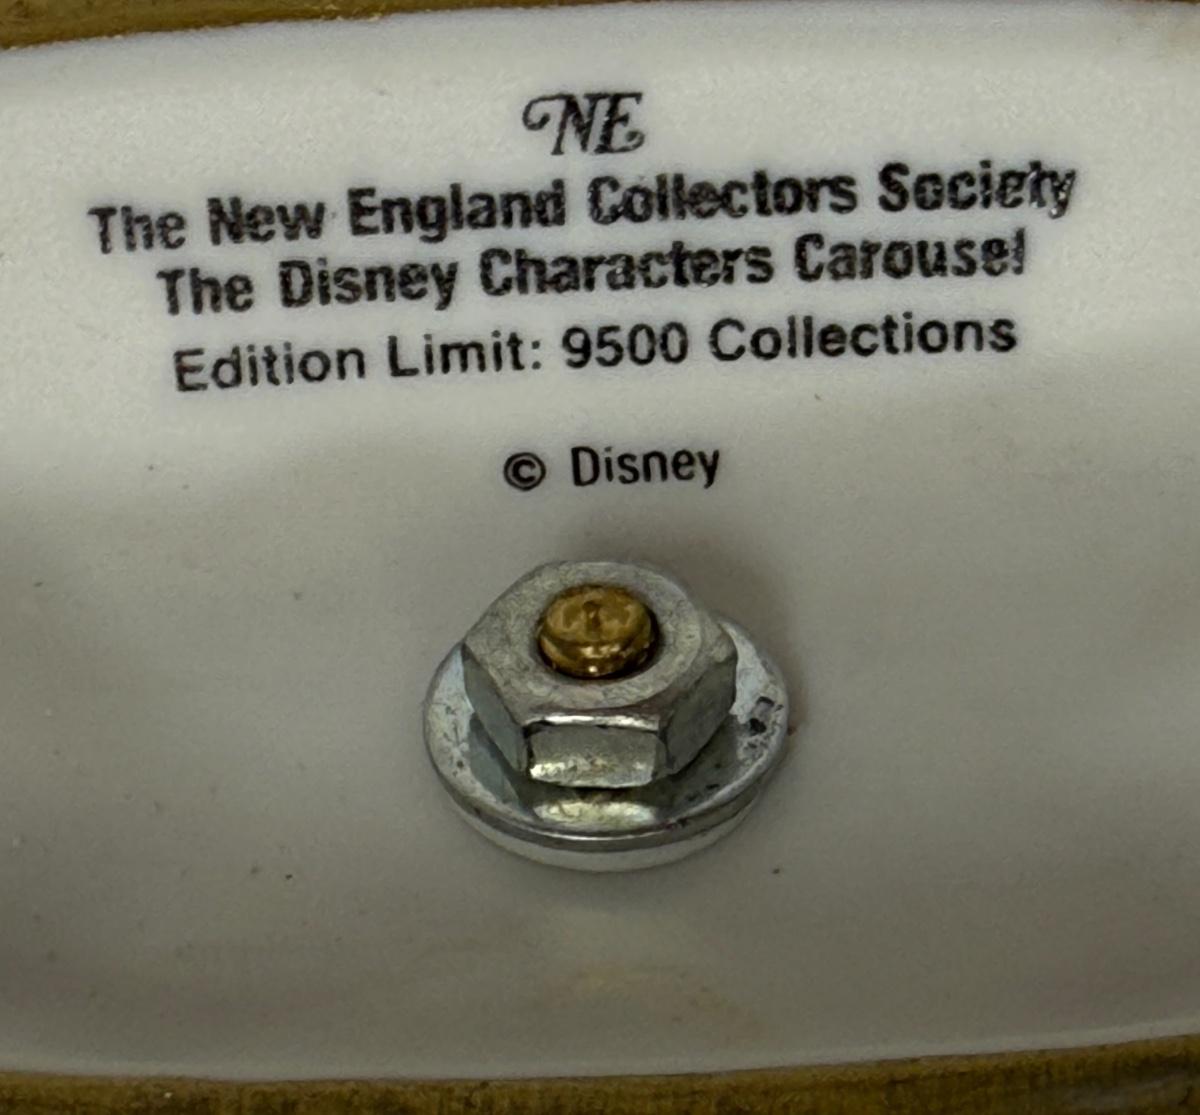 NE
The New England Collectors Society
The Disney Characters Carousel
Edition Limit: 9500 Collections
© Disney